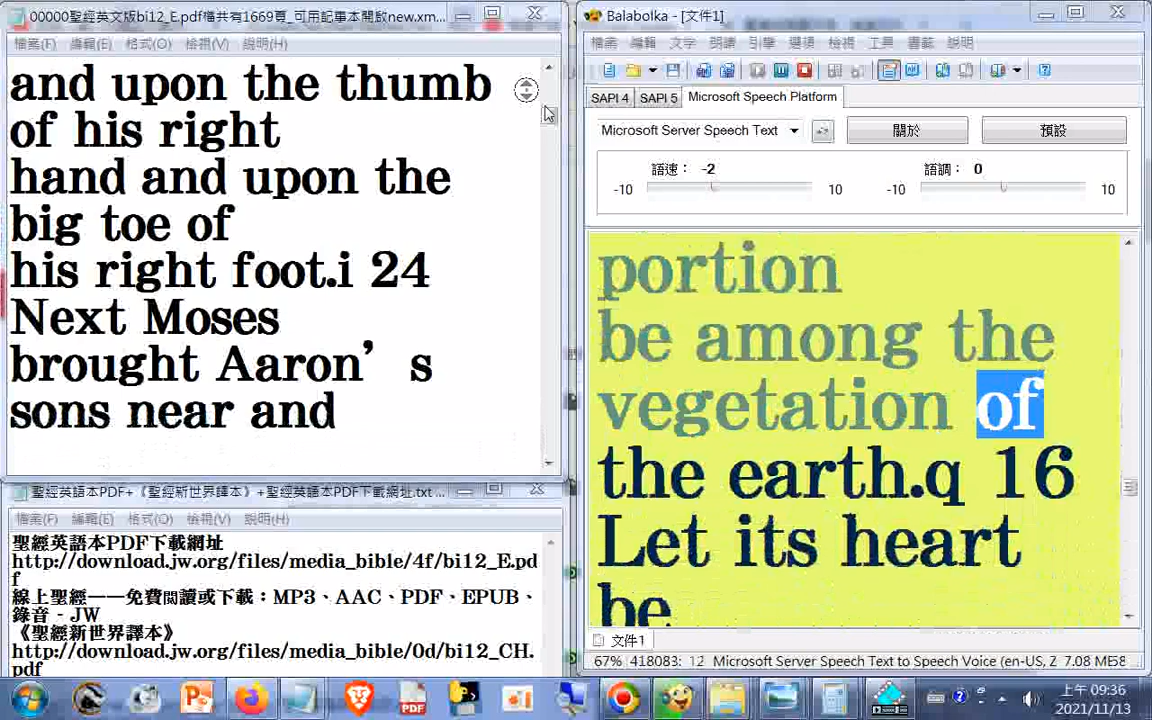 00000聖經英文版bi12_E.pdf檔共有1669頁_可用記事本開啟new.xm...
檔案(F) 編輯(E) 格式(O) 檢視(V) 說明(H)
and upon the thumb
of his right
hand and upon the
big toe of
his right foot.i 24
Next Moses
brought Aaron’s
sons near and
聖經英語本PDF+《聖經新世界譯本》+聖經英語本PDF下載網址.txt ...
檔案(F) 編輯(E) 格式(O) 檢視(V) 說明(H)
聖經英語本PDF下載網址
http://download.jw.org/files/media_bible/4f/bi12_E.pd
f
線上聖經──免費閱讀或下載：MP3、AAC、PDF、EPUB、
錄音 - JW
《聖經新世界譯本》
http://download.jw.org/files/media_bible/0d/bi12_CH.
pdf
Balabolka - [文件1]
檔案 編輯 文字 朗讀 引擎 選項 檢視 工具 書籤 說明
SAPI 4 SAPI 5 Microsoft Speech Platform
Microsoft Server Speech Text 關於 預設
語速： -2 語調： 0
-10 10 -10 10
portion
be among the
vegetation of
the earth.q 16
Let its heart
be
文件1
67% 418083: 12 Microsoft Server Speech Text to Speech Voice (en-US, Z 7.08 ME58
PDF
上午 09:36
2021/11/13